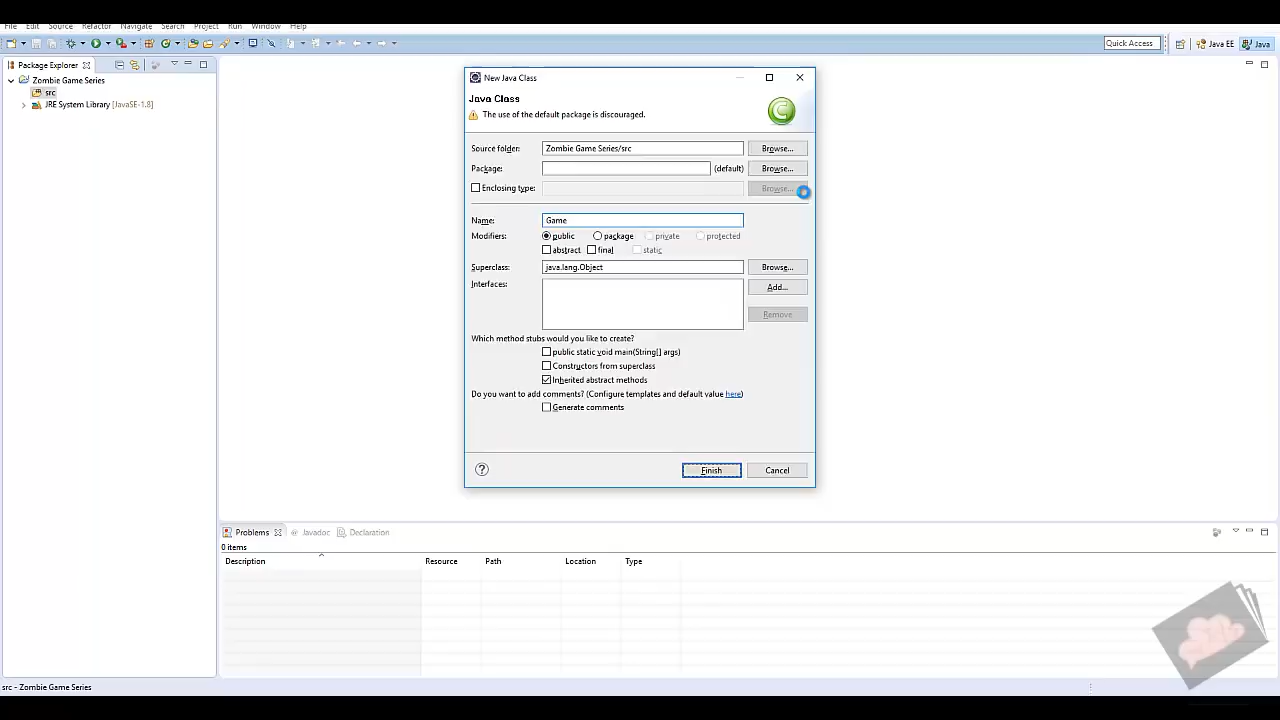 File Edit Source Refactor Navigate Search Project Run Window Help
Quick Access Java EE Java
Package Explorer
Zombie Game Series
src
JRE System Library [JavaSE-1.8]
New Java Class
Java Class
The use of the default package is discouraged.
Source folder: Zombie Game Series/src Browse...
Package: (default) Browse...
Enclosing type: Browse...
Name: Game
Modifiers: public package private protected
abstract final static
Superclass: java.lang.Object Browse...
Interfaces: Add...
Remove
Which method stubs would you like to create?
public static void main(String[] args)
Constructors from superclass
Inherited abstract methods
Do you want to add comments? (Configure templates and default value here)
Generate comments
? Finish Cancel
Problems Javadoc Declaration
0 items
Description Resource Path Location Type
src - Zombie Game Series